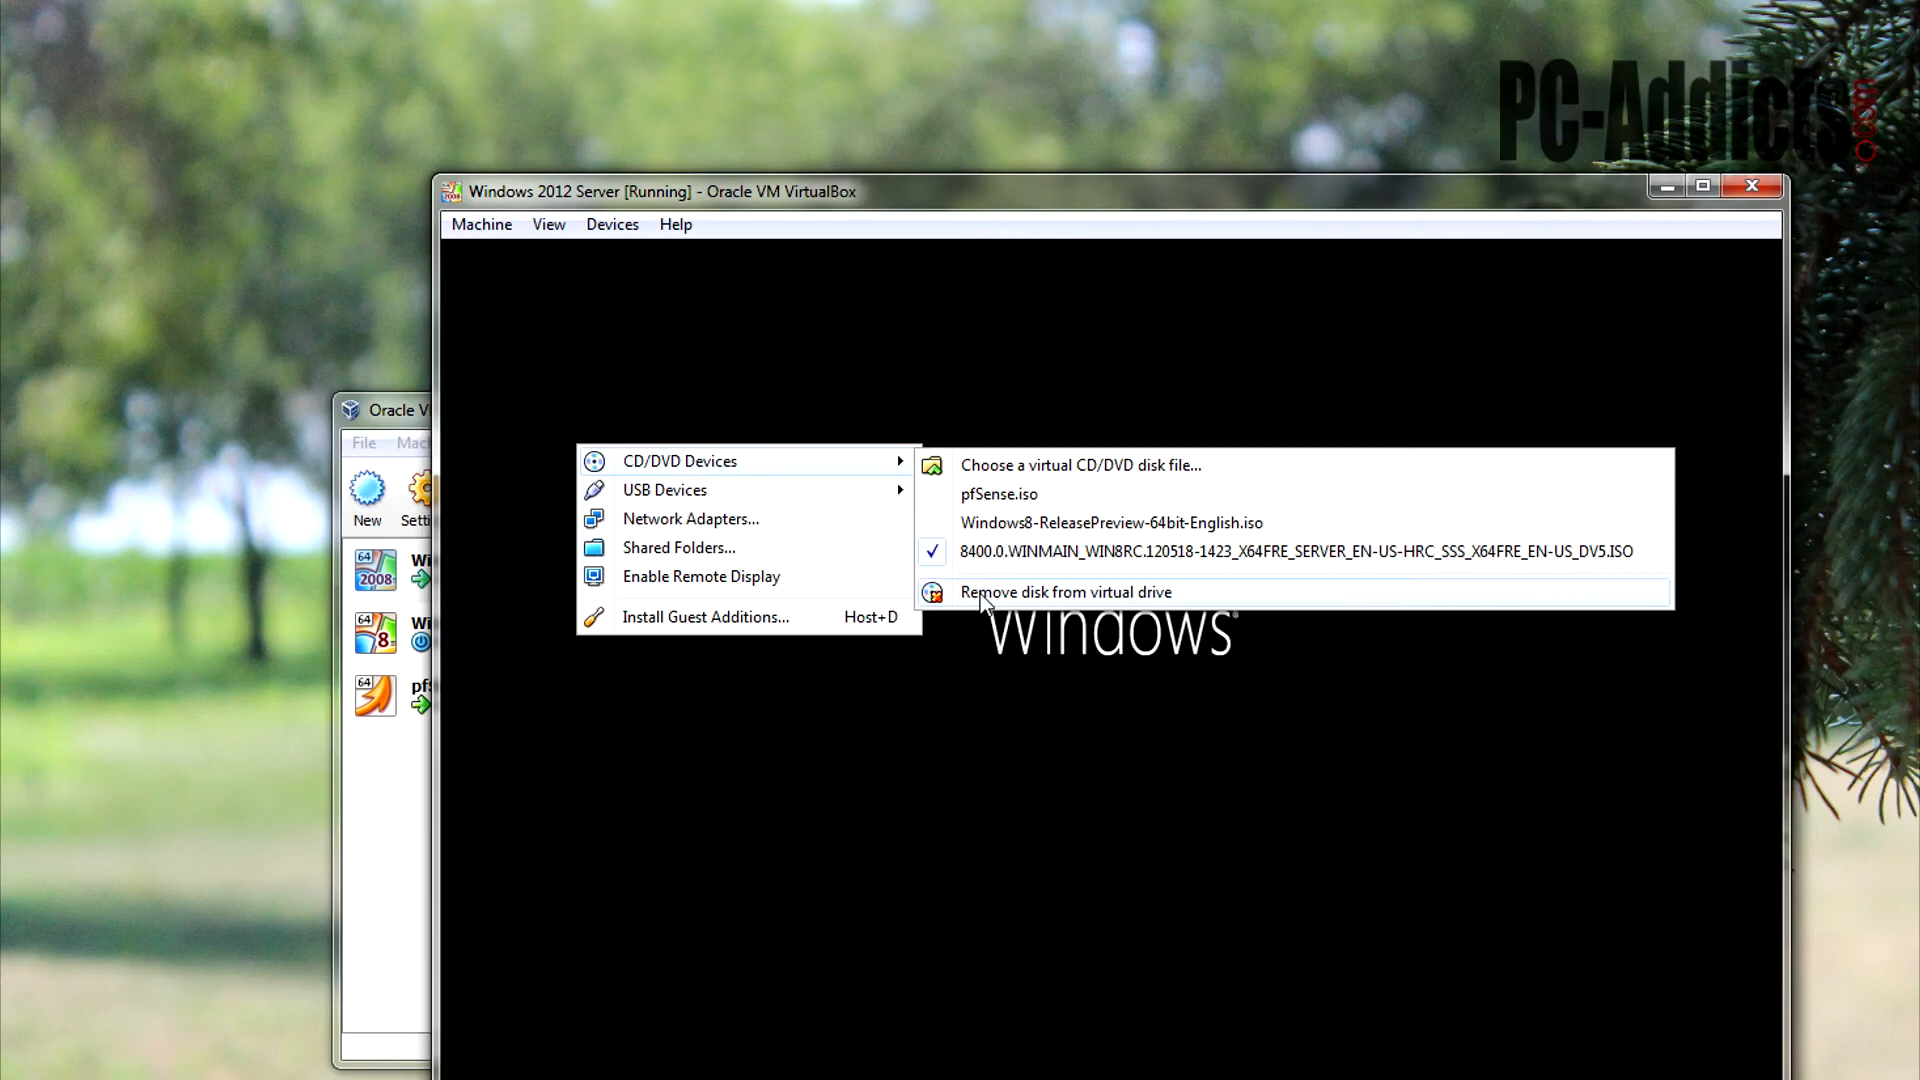 PC-Addicts.com
Windows 2012 Server [Running] - Oracle VM VirtualBox
Machine View Devices Help
Oracle V
File Mac
New Setti
64
2008
Wi
64
8
Wi
64
pfS
CD/DVD Devices
USB Devices
Network Adapters...
Shared Folders...
Enable Remote Display
Install Guest Additions... Host+D
Choose a virtual CD/DVD disk file...
pfSense.iso
Windows8-ReleasePreview-64bit-English.iso
8400.0.WINMAIN_WIN8RC.120518-1423_X64FRE_SERVER_EN-US-HRC_SSS_X64FRE_EN-US_DV5.ISO
Remove disk from virtual drive
Windows®